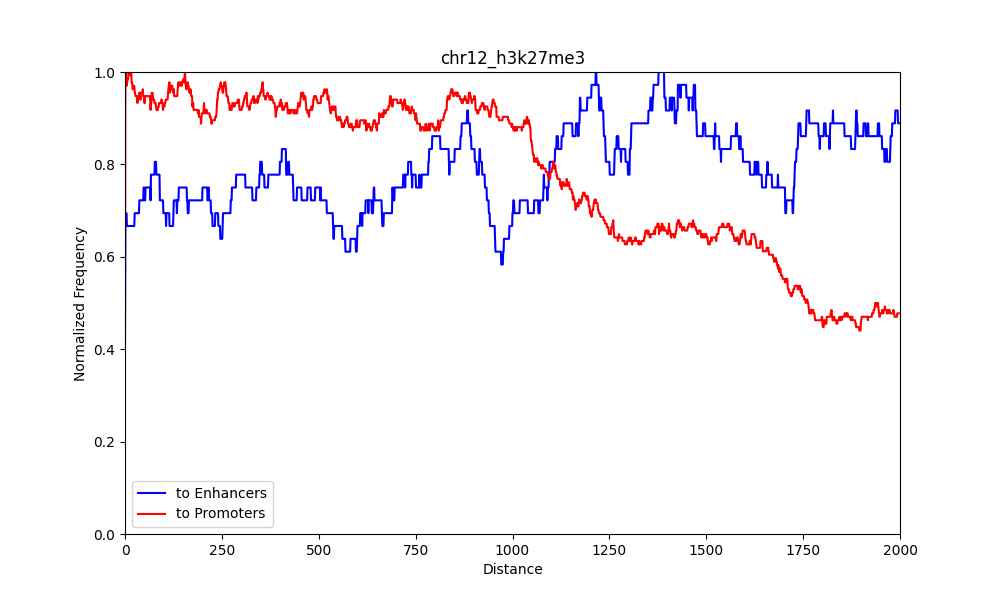 chr12_h3k27me3
Normalized Frequency
1.0
0.8
0.6
0.4
0.2
0.0
to Enhancers
to Promoters
0 250 500 750 1000 1250 1500 1750 2000
Distance